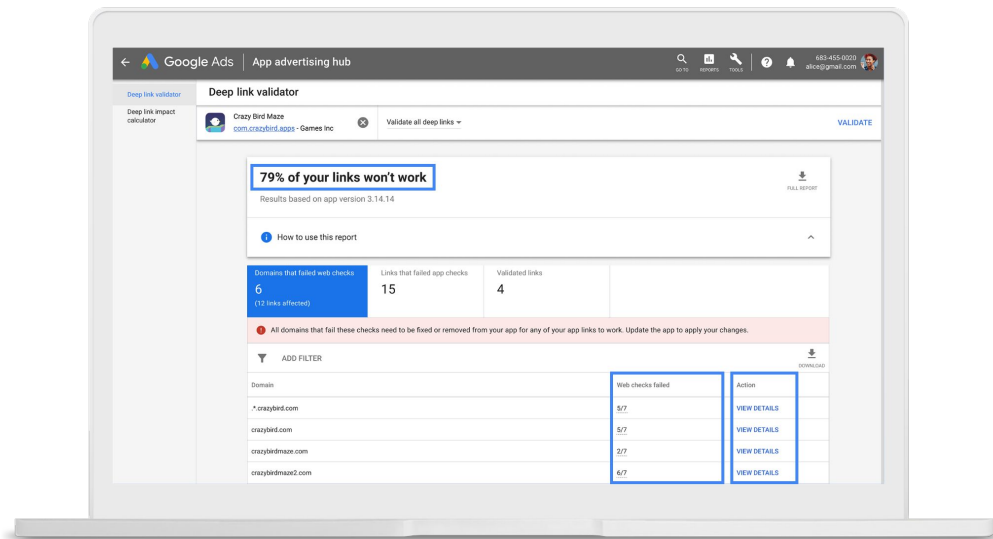 Google Ads
App advertising hub
GO TO
REPORTS
TOOLS
683-455-0020
alice@gmail.com
Deep link validator
Deep link impact
calculator
Deep link validator
Crazy Bird Maze
com.crazybird.apps - Games Inc
Validate all deep links
VALIDATE
79% of your links won't work
Results based on app version 3.14.14
FULL REPORT
How to use this report
Domains that failed web checks
6
(12 links affected)
Links that failed app checks
15
Validated links
4
All domains that fail these checks need to be fixed or removed from your app for any of your app links to work. Update the app to apply your changes.
ADD FILTER
DOWNLOAD
Domain
Web checks failed
Action
.*.crazybird.com
5/7
VIEW DETAILS
crazybird.com
5/7
VIEW DETAILS
crazybirdmaze.com
2/7
VIEW DETAILS
crazybirdmaze2.com
6/7
VIEW DETAILS